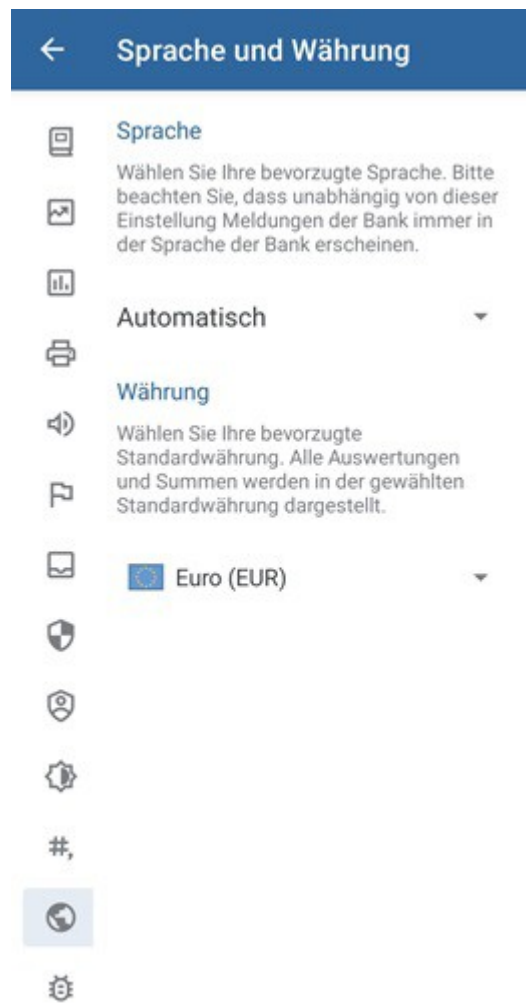 Sprache und Währung
Sprache
Wählen Sie Ihre bevorzugte Sprache. Bitte
beachten Sie, dass unabhängig von dieser
Einstellung Meldungen der Bank immer in
der Sprache der Bank erscheinen.
Automatisch
Währung
Wählen Sie Ihre bevorzugte
Standardwährung. Alle Auswertungen
und Summen werden in der gewählten
Standardwährung dargestellt.
Euro (EUR)
#,